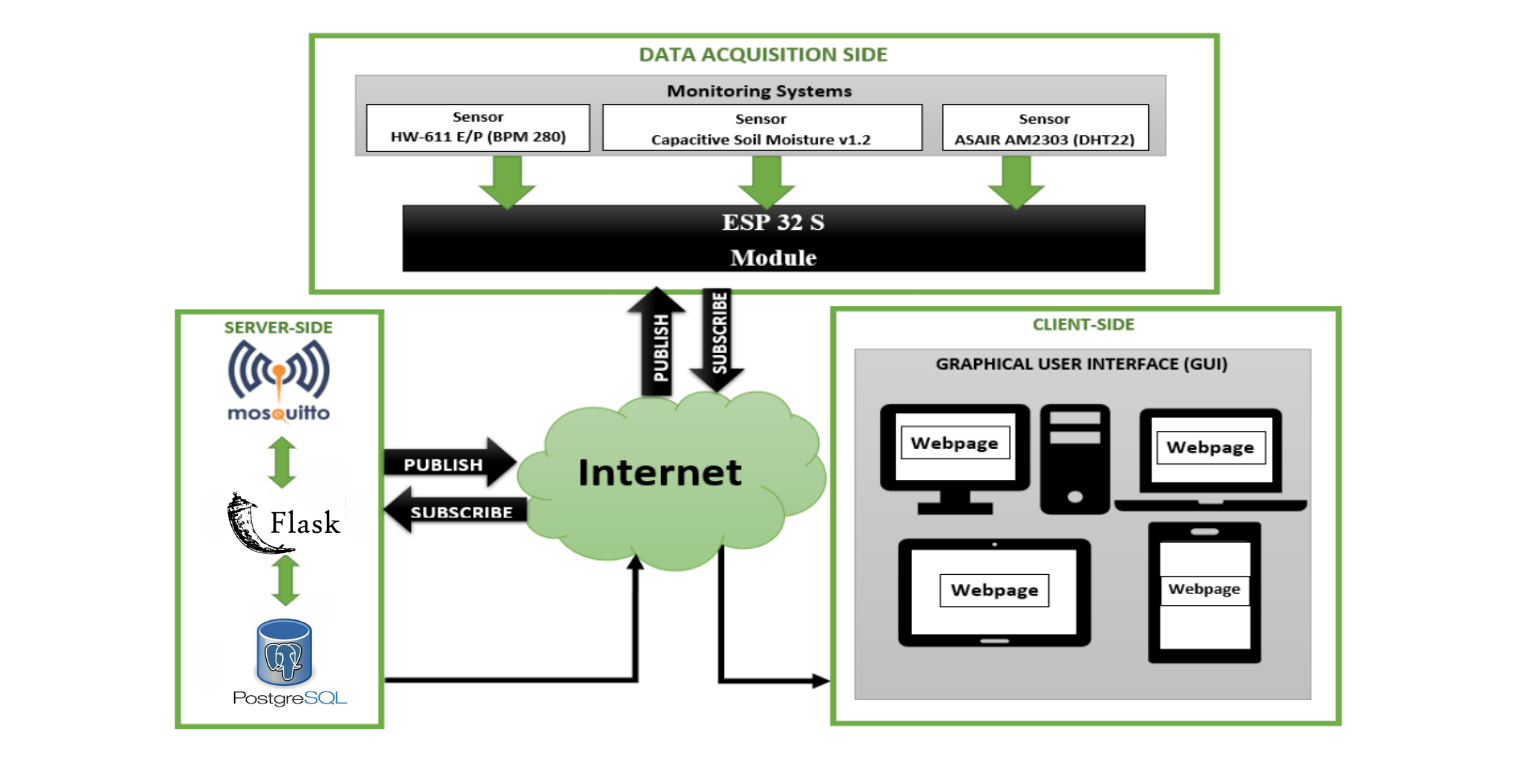 DATA ACQUISITION SIDE
Monitoring Systems
Sensor
HW-611 E/P (BPM 280)
Sensor
Capacitive Soil Moisture v1.2
Sensor
ASAIR AM2303 (DHT22)
ESP 32 S
Module
PUBLISH
SUBSCRIBE
SERVER-SIDE
mosquitto
Flask
PostgreSQL
PUBLISH
SUBSCRIBE
Internet
CLIENT-SIDE
GRAPHICAL USER INTERFACE (GUI)
Webpage
Webpage
Webpage
Webpage